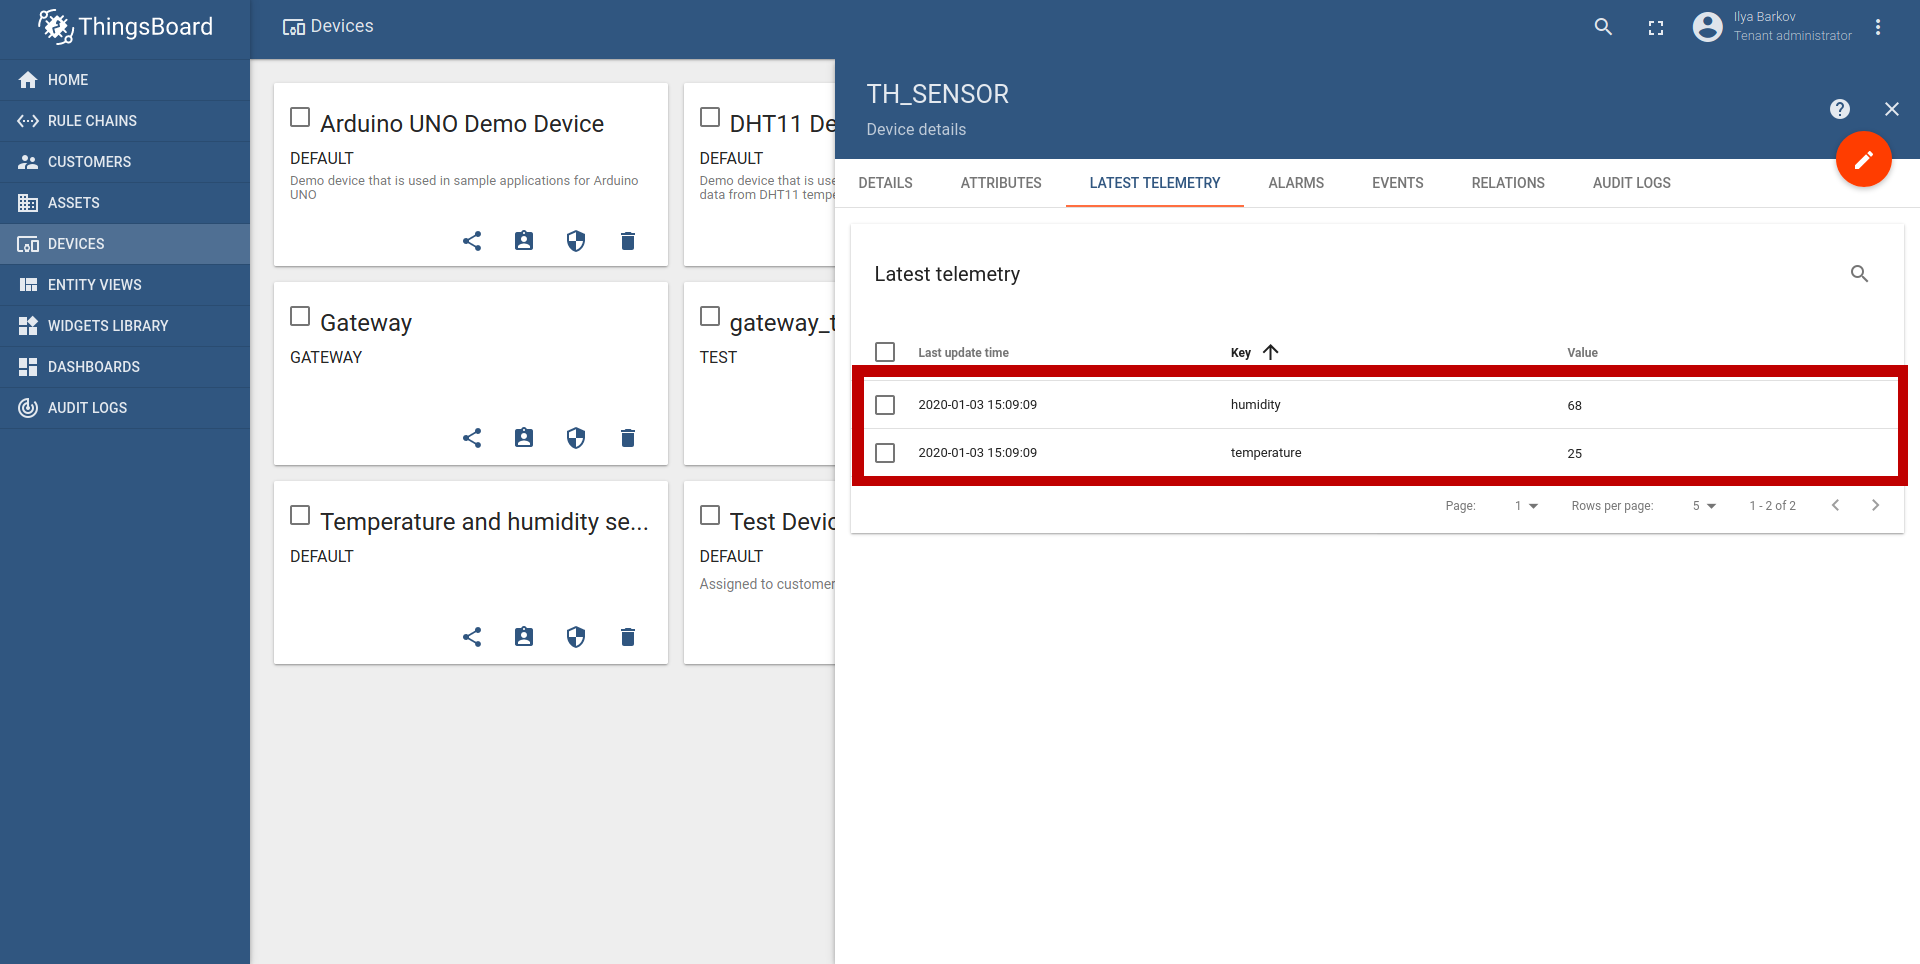 ThingsBoard
Devices
Ilya Barkov
Tenant administrator
HOME
RULE CHAINS
CUSTOMERS
ASSETS
DEVICES
ENTITY VIEWS
WIDGETS LIBRARY
DASHBOARDS
AUDIT LOGS
Arduino UNO Demo Device
DEFAULT
Demo device that is used in sample applications for Arduino
UNO
DHT11 De
DEFAULT
Demo device that is use
data from DHT11 tempe
Gateway
GATEWAY
gateway_t
TEST
Temperature and humidity se...
DEFAULT
Test Devic
DEFAULT
Assigned to customer
TH_SENSOR
Device details
DETAILS ATTRIBUTES LATEST TELEMETRY ALARMS EVENTS RELATIONS AUDIT LOGS
Latest telemetry
Last update time Key Value
2020-01-03 15:09:09 humidity 68
2020-01-03 15:09:09 temperature 25
Page: 1 Rows per page: 5 1 - 2 of 2